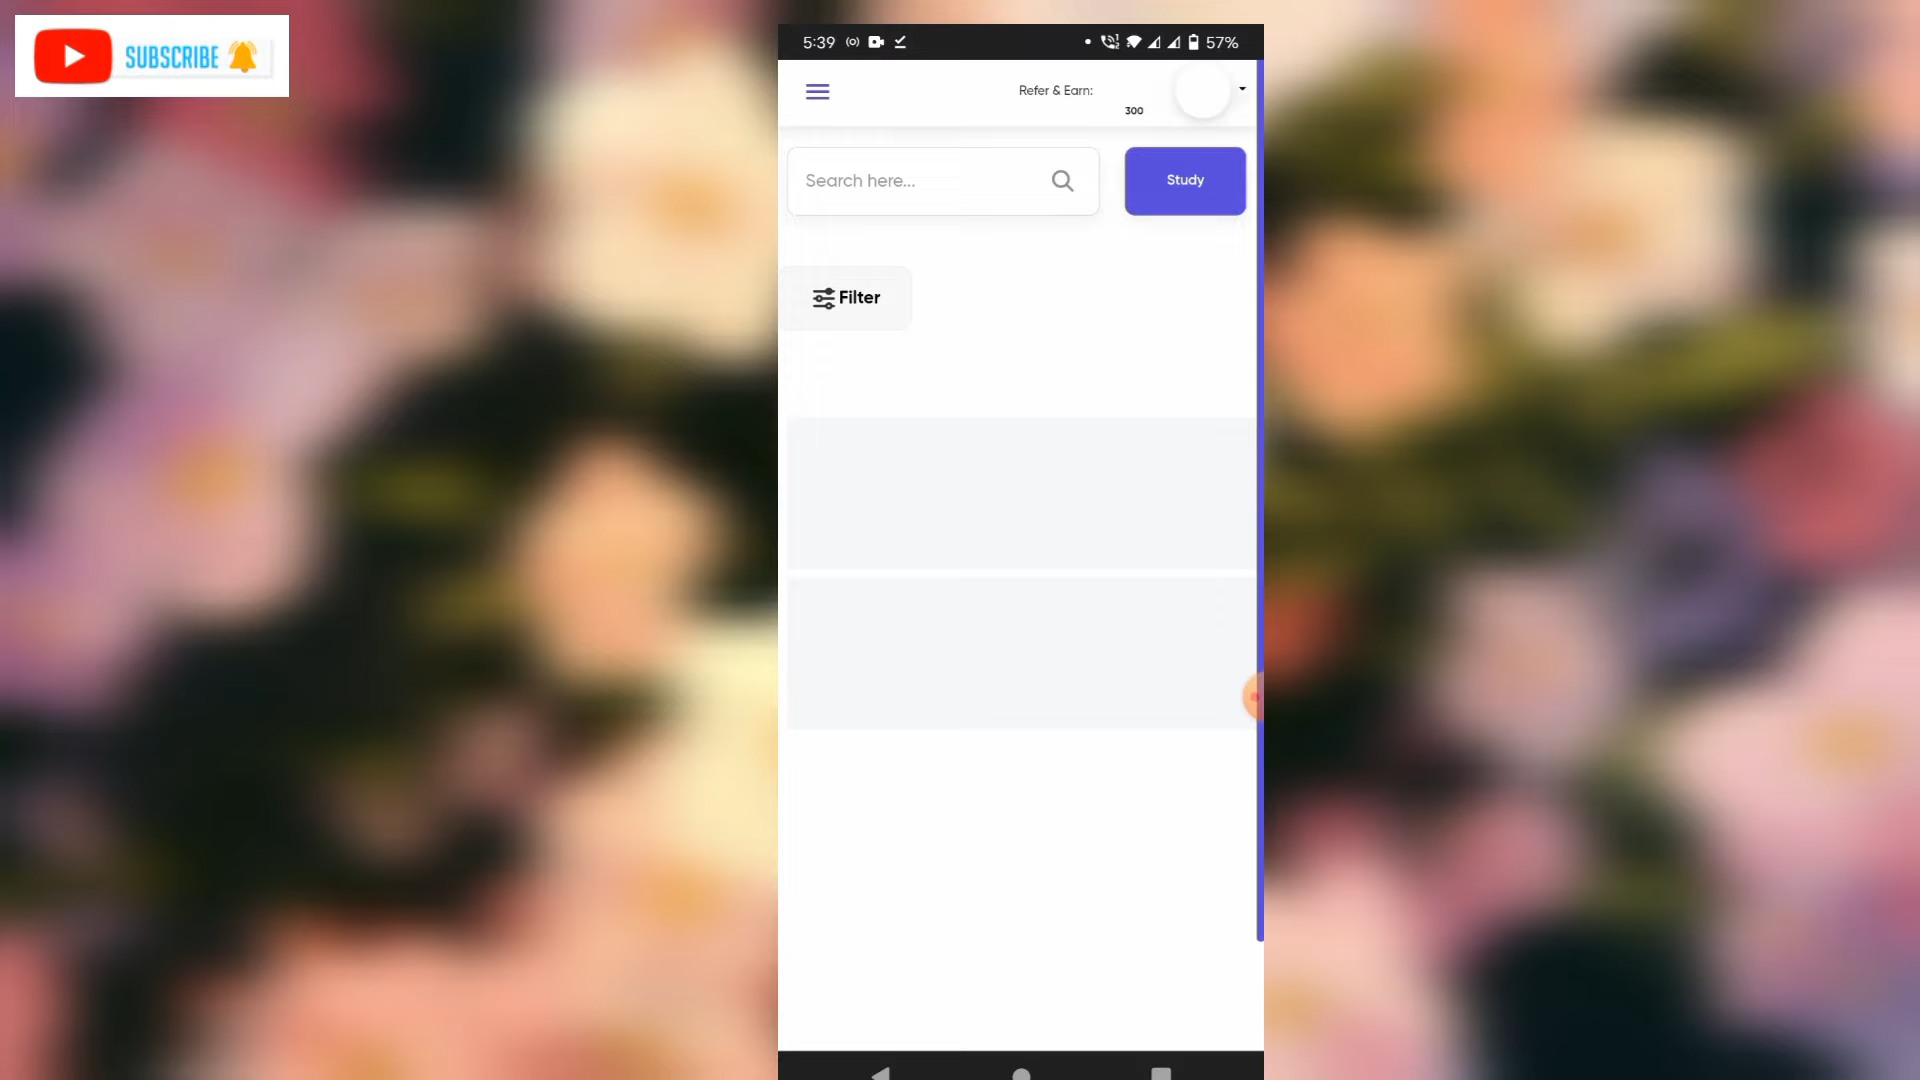 SUBSCRIBE
5:39
57%
Refer & Earn:
300
Search here...
Study
Filter